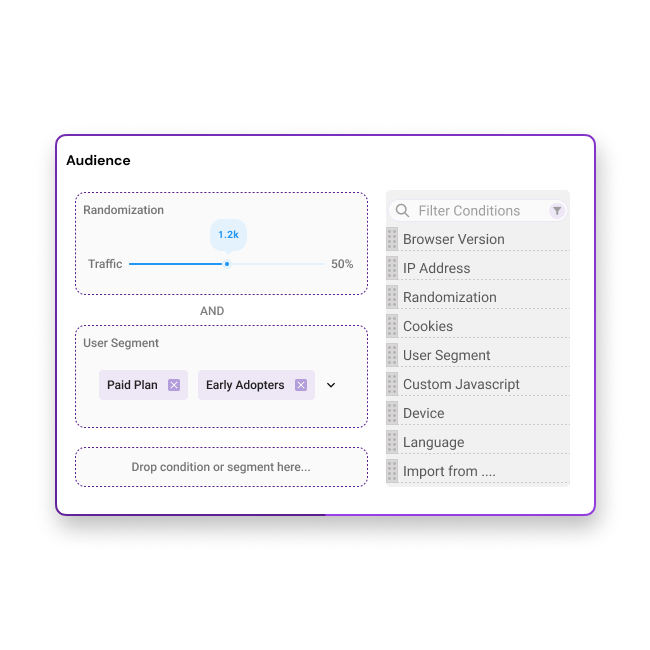 Audience
Randomization
1.2k
Traffic 50%
AND
User Segment
Paid Plan Early Adopters
Drop condition or segment here...
Filter Conditions
Browser Version
IP Address
Randomization
Cookies
User Segment
Custom Javascript
Device
Language
Import from ....